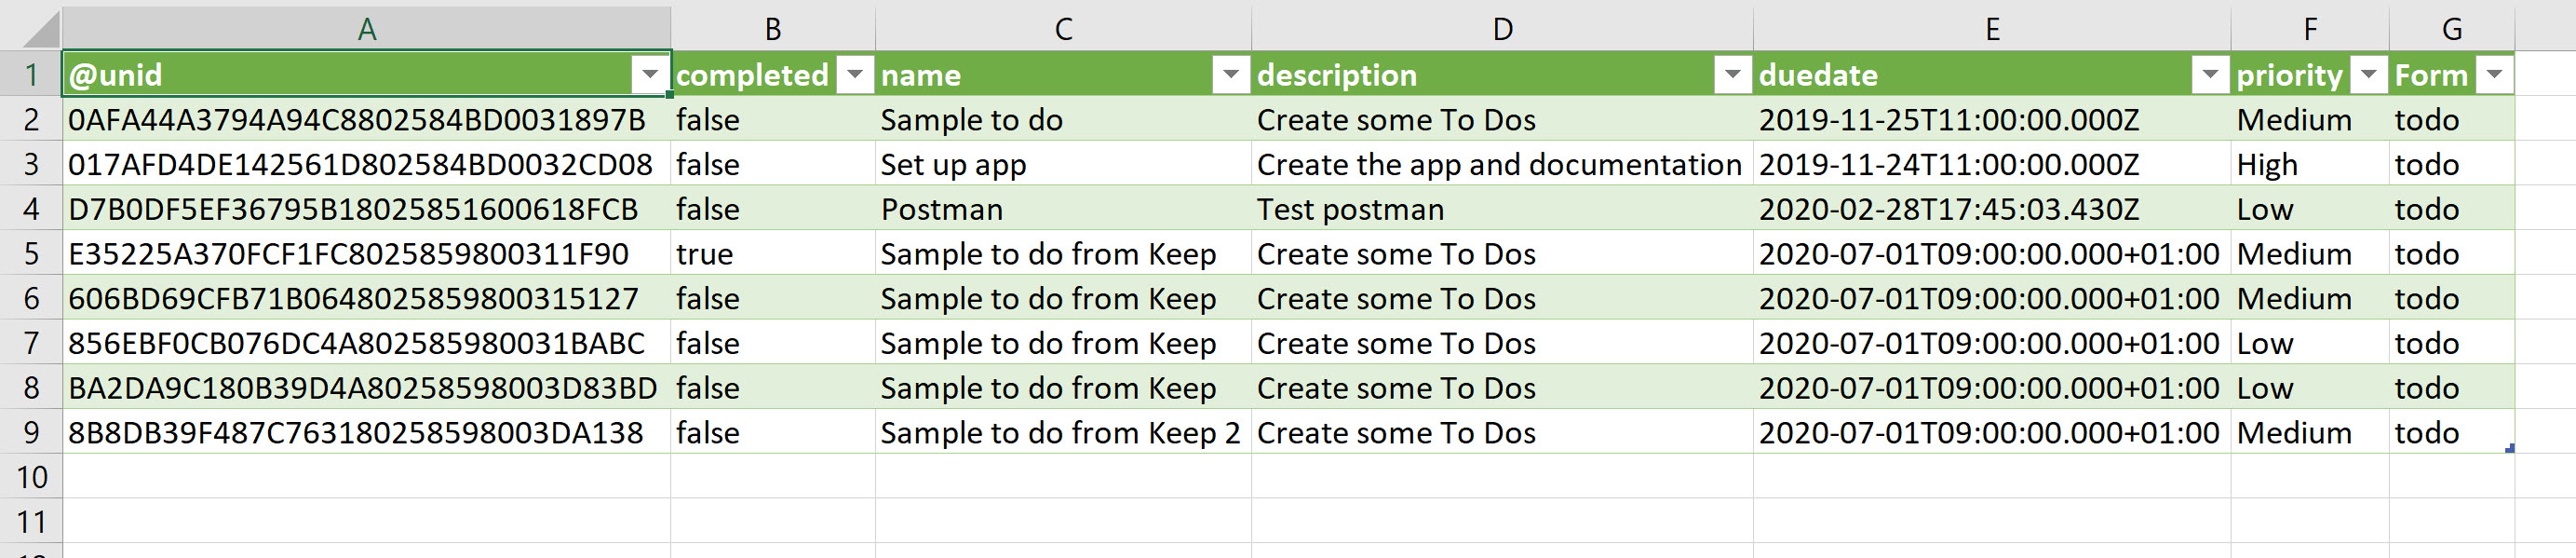 A B C D E F G
1 @unid completed name description duedate priority Form
2 0AFA44A3794A94C8802584BD0031897B false Sample to do Create some To Dos 2019-11-25T11:00:00.000Z Medium todo
3 017AFD4DE142561D802584BD0032CD08 false Set up app Create the app and documentation 2019-11-24T11:00:00.000Z High todo
4 D7B0DF5EF36795B18025851600618FCB false Postman Test postman 2020-02-28T17:45:03.430Z Low todo
5 E35225A370FCF1FC8025859800311F90 true Sample to do from Keep Create some To Dos 2020-07-01T09:00:00.000+01:00 Medium todo
6 606BD69CFB71B0648025859800315127 false Sample to do from Keep Create some To Dos 2020-07-01T09:00:00.000+01:00 Medium todo
7 856EBF0CB076DC4A802585980031BABC false Sample to do from Keep Create some To Dos 2020-07-01T09:00:00.000+01:00 Low todo
8 BA2DA9C180B39D4A80258598003D83BD false Sample to do from Keep Create some To Dos 2020-07-01T09:00:00.000+01:00 Low todo
9 8B8DB39F487C763180258598003DA138 false Sample to do from Keep 2 Create some To Dos 2020-07-01T09:00:00.000+01:00 Medium todo
10
11